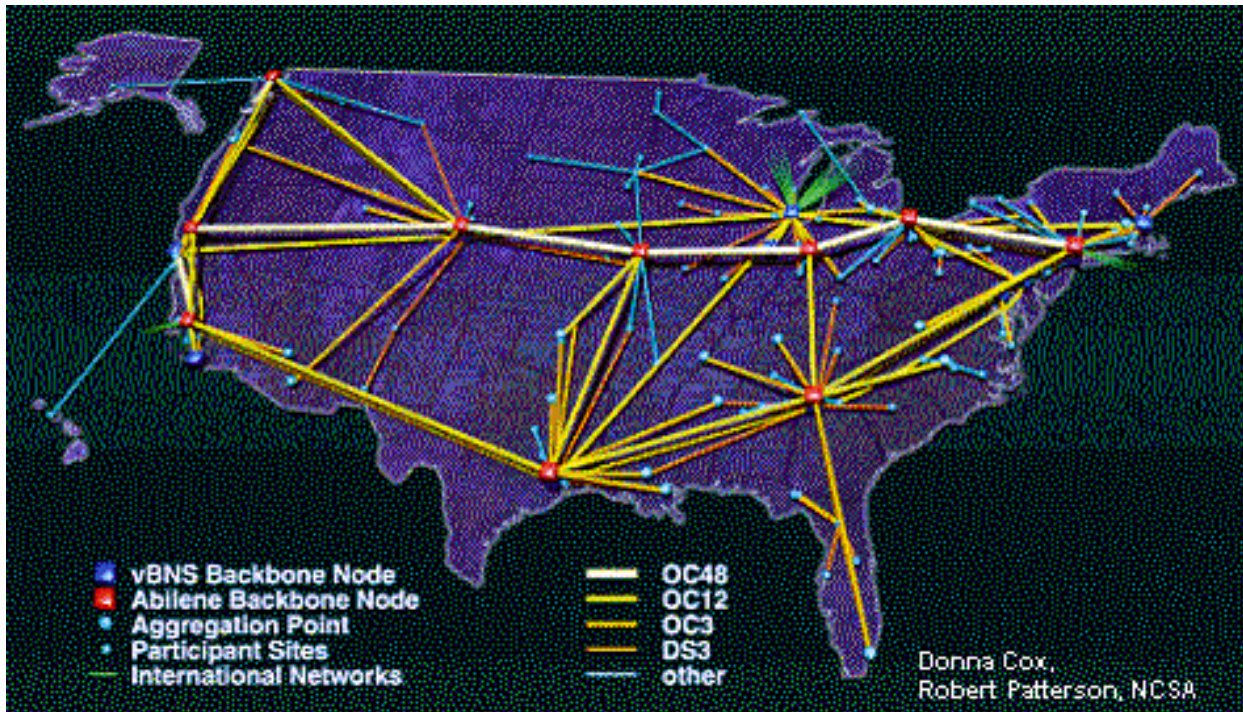 vBNS Backbone Node
Abilene Backbone Node
Aggregation Point
Participant Sites
International Networks
OC48
OC12
OC3
DS3
other
Donna Cox,
Robert Patterson, NCSA